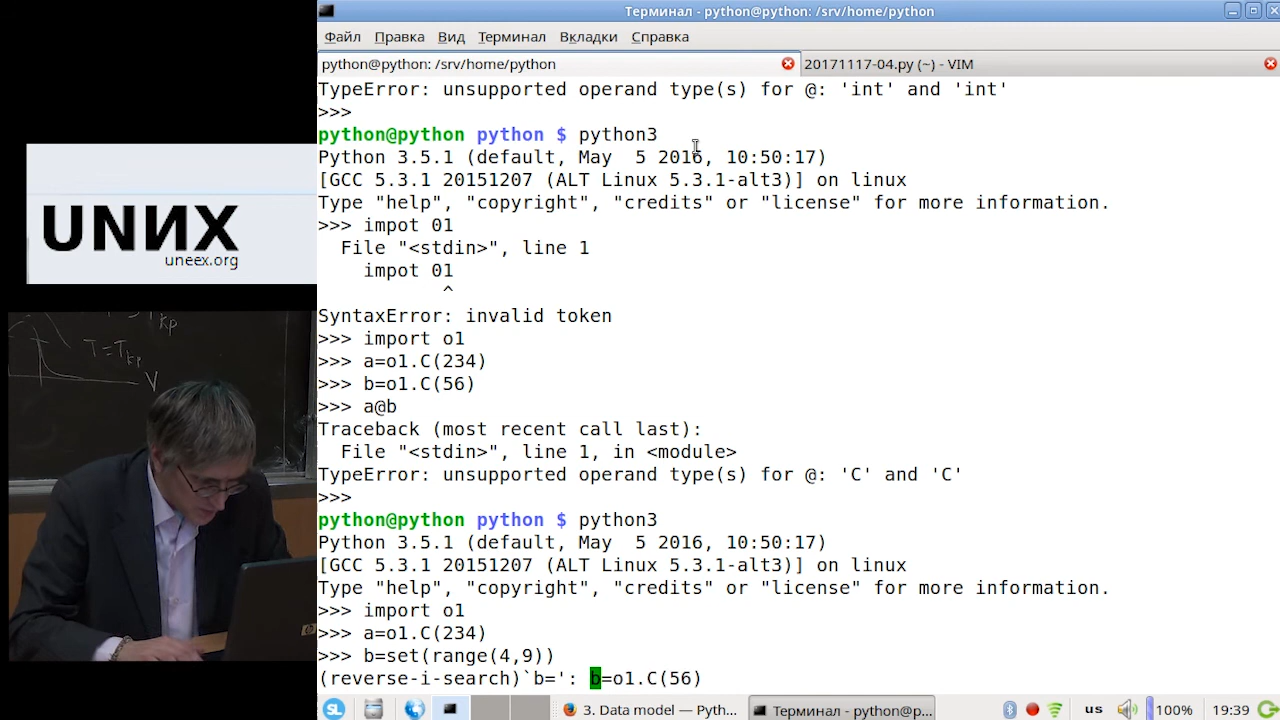 Терминал - python@python: /srv/home/python
Файл Правка Вид Терминал Вкладки Справка
python@python: /srv/home/python
20171117-04.py (~) - VIM
TypeError: unsupported operand type(s) for @: 'int' and 'int'
>>>
python@python python $ python3
Python 3.5.1 (default, May  5 2016, 10:50:17)
[GCC 5.3.1 20151207 (ALT Linux 5.3.1-alt3)] on linux
Type "help", "copyright", "credits" or "license" for more information.
>>> impot 01
  File "<stdin>", line 1
    impot 01
           ^
SyntaxError: invalid token
>>> import o1
>>> a=o1.C(234)
>>> b=o1.C(56)
>>> a@b
Traceback (most recent call last):
  File "<stdin>", line 1, in <module>
TypeError: unsupported operand type(s) for @: 'C' and 'C'
>>>
python@python python $ python3
Python 3.5.1 (default, May  5 2016, 10:50:17)
[GCC 5.3.1 20151207 (ALT Linux 5.3.1-alt3)] on linux
Type "help", "copyright", "credits" or "license" for more information.
>>> import o1
>>> a=o1.C(234)
>>> b=set(range(4,9))
(reverse-i-search)`b=': b=o1.C(56)
SL
3. Data model — Pyth...
Терминал - python@p...
us
100%
19:39
UNИX
uneex.org
Tкр
T=Tкр
V
hp